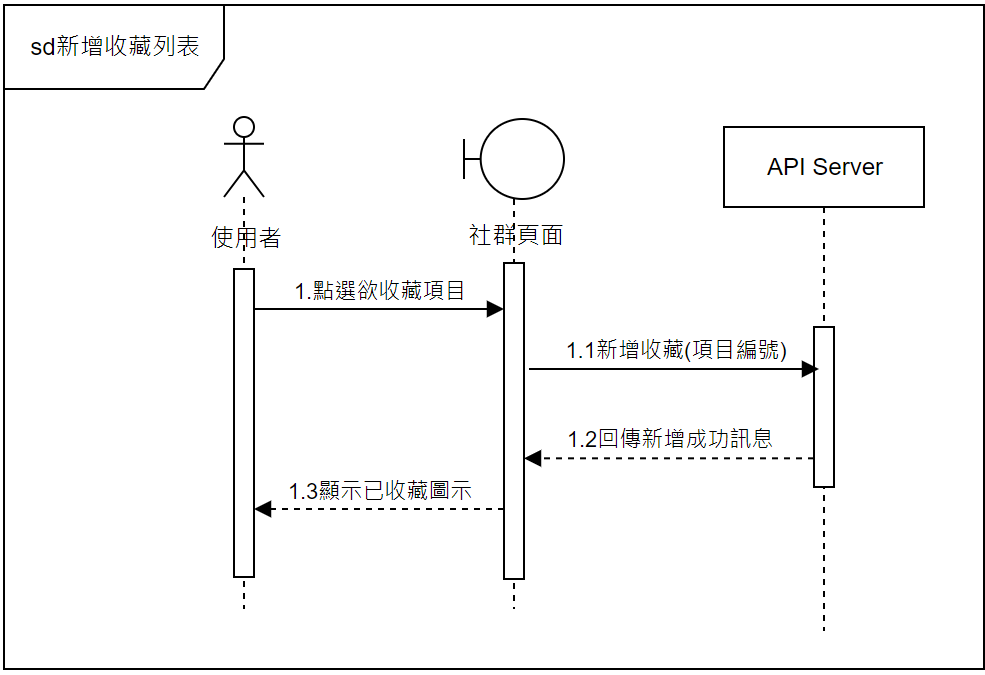 sd新增收藏列表
API Server
使用者
社群頁面
1.點選欲收藏項目
1.1新增收藏(項目編號)
1.2回傳新增成功訊息
1.3顯示已收藏圖示